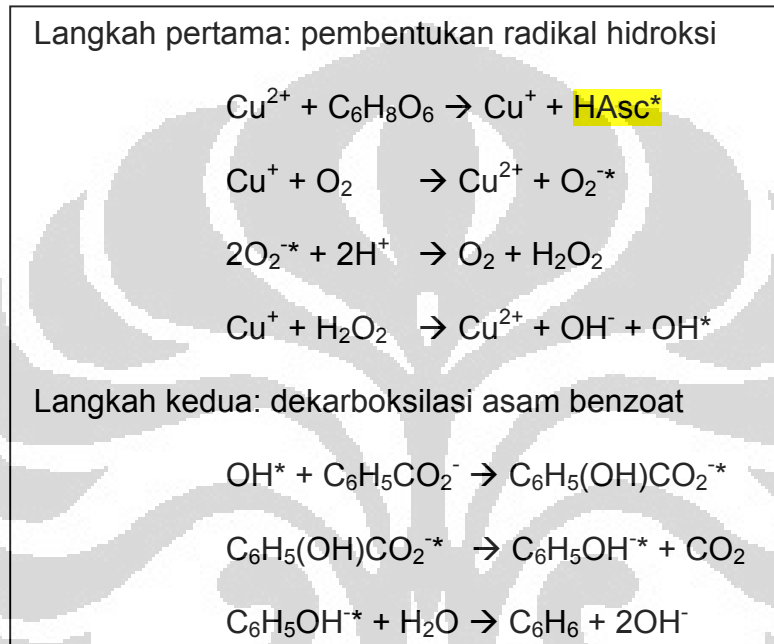 Langkah pertama: pembentukan radikal hidroksi
Cu²⁺ + C₆H₈O₆ → Cu⁺ + HAsc*
Cu⁺ + O₂ → Cu²⁺ + O₂⁻*
2O₂⁻* + 2H⁺ → O₂ + H₂O₂
Cu⁺ + H₂O₂ → Cu²⁺ + OH⁻ + OH*
Langkah kedua: dekarboksilasi asam benzoat
OH* + C₆H₅CO₂⁻ → C₆H₅(OH)CO₂⁻*
C₆H₅(OH)CO₂⁻* → C₆H₅OH⁻* + CO₂
C₆H₅OH⁻* + H₂O → C₆H₆ + 2OH⁻